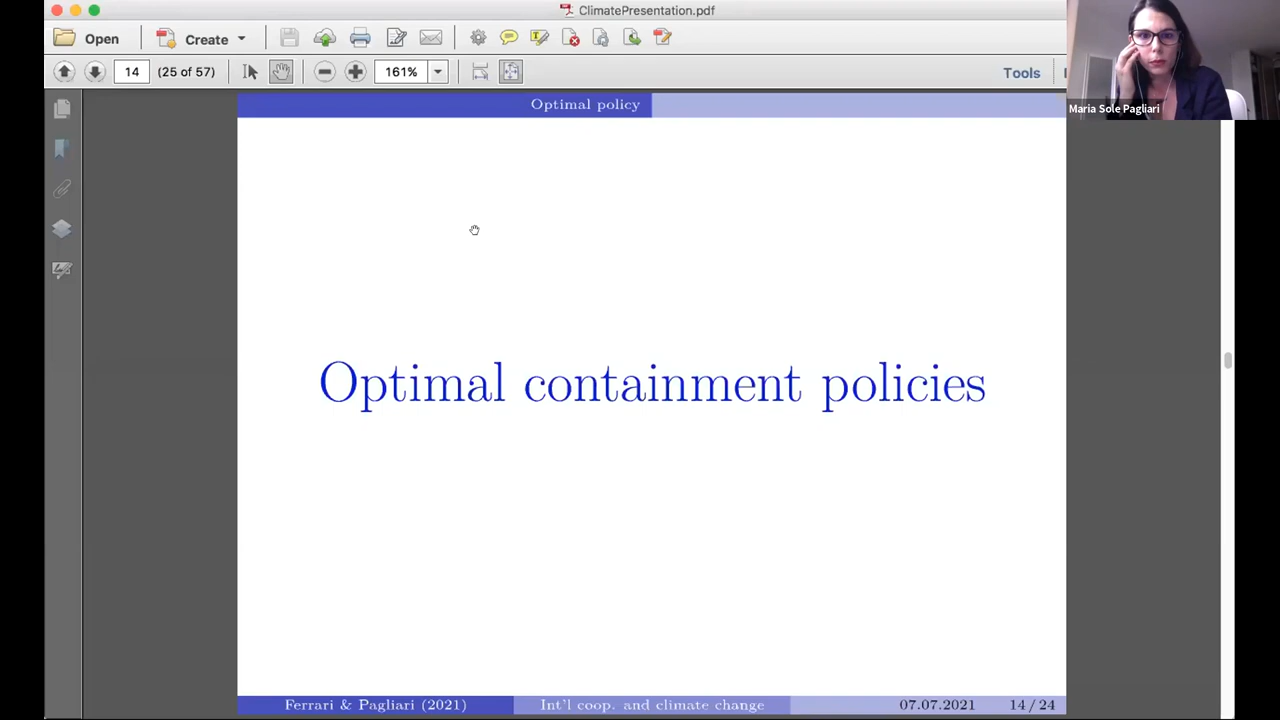 ClimatePresentation.pdf
Open
Create
14
(25 of 57)
161%
Tools
Maria Sole Pagliari
Optimal policy
Optimal containment policies
Ferrari & Pagliari (2021)
Int'l coop. and climate change
07.07.2021
14 / 24